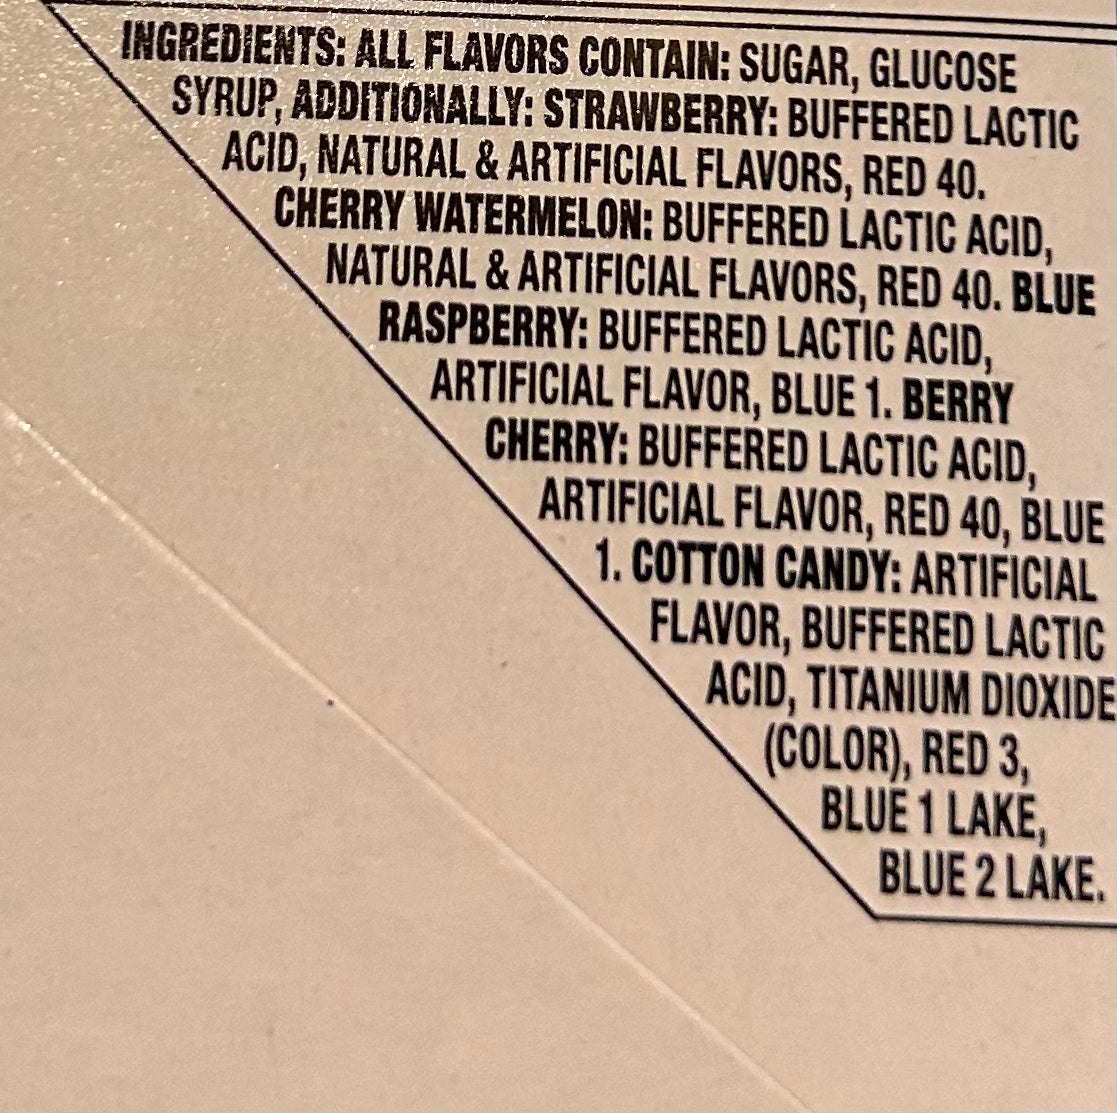 INGREDIENTS: ALL FLAVORS CONTAIN: SUGAR, GLUCOSE
SYRUP, ADDITIONALLY: STRAWBERRY: BUFFERED LACTIC
ACID, NATURAL & ARTIFICIAL FLAVORS, RED 40.
CHERRY WATERMELON: BUFFERED LACTIC ACID,
NATURAL & ARTIFICIAL FLAVORS, RED 40. BLUE
RASPBERRY: BUFFERED LACTIC ACID,
ARTIFICIAL FLAVOR, BLUE 1. BERRY
CHERRY: BUFFERED LACTIC ACID,
ARTIFICIAL FLAVOR, RED 40, BLUE
1. COTTON CANDY: ARTIFICIAL
FLAVOR, BUFFERED LACTIC
ACID, TITANIUM DIOXIDE
(COLOR), RED 3,
BLUE 1 LAKE,
BLUE 2 LAKE.